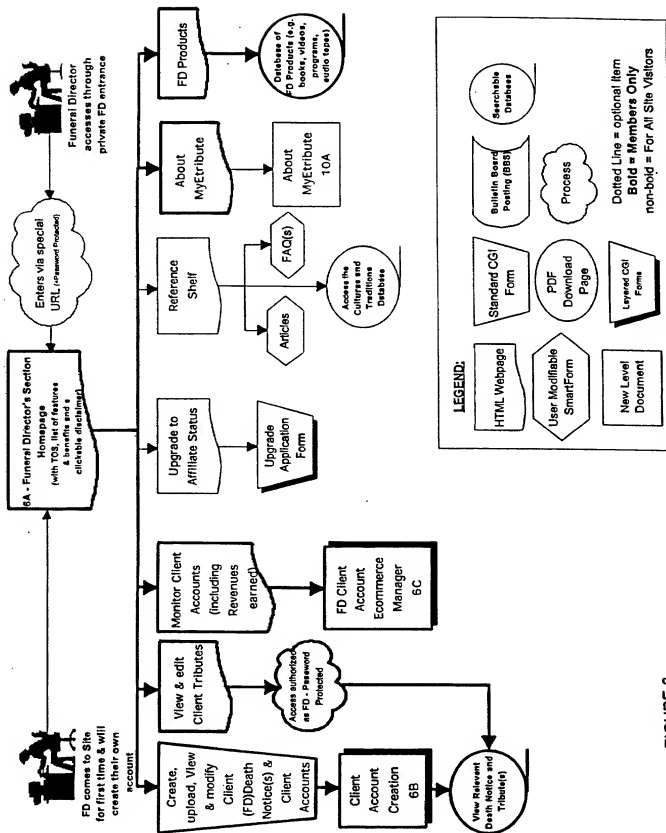 FD comes to Site
for first time & will
create their own
account
6A - Funeral Director's Section
Homepage
(with TOS, list of features
& benefits and a
clickable disclaimer)
Enters via special
URL (+Password Protected)
Funeral Director
accesses through
private FD entrance
Create,
upload, View
& modify
Client
(FD)Death
Notice(s) &
Client
Accounts
View & edit
Client Tributes
Monitor Client
Accounts
(including
Revenues
earned)
Upgrade to
Affiliate Status
Reference
Shelf
About
MyEtribute
FD Products
Client
Account
Creation
6B
Access authorized
as FD - Password
Protected
FD Client
Account
Ecommerce
Manager
6C
Upgrade
Application
Form
Articles
FAQ(s)
Access the
Cultures and
Traditions
Database
About
MyEtribute
10A
Database of
FD Products (e.g.
books, videos,
programs,
audio tapes)
View Relevant
Death Notice and
Tribute(s)
LEGEND:
HTML Webpage
Standard CGI
Form
Bulletin Board
Posting (BBS)
Searchable
Databases
User Modifiable
SmartForm
PDF
Download
Page
Process
New Level
Document
Layered CGI
Forms
Dotted Line = optional item
Bold = Members Only
non-bold = For All Site Visitors